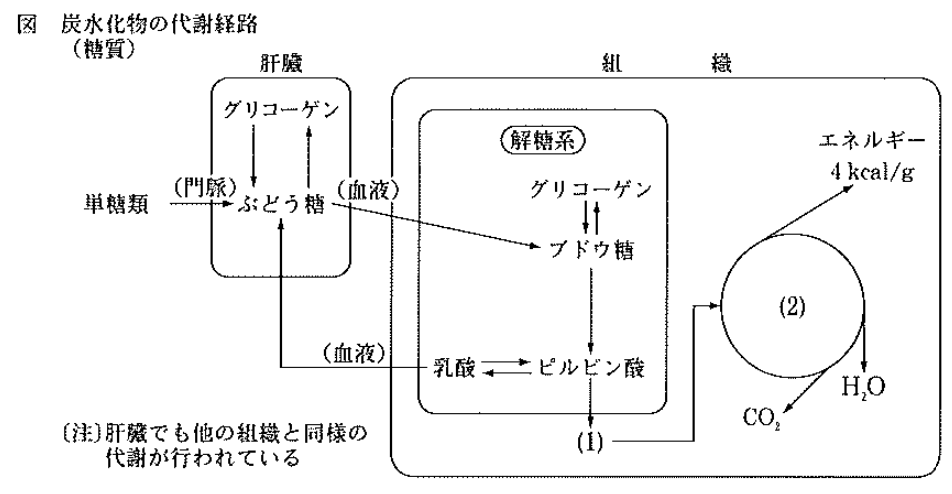 図 炭水化物の代謝経路
(糖質)
肝臓
組 織
グリコーゲン
解糖系
エネルギー
4 kcal/g
グリコーゲン
単糖類
(門脈)
ぶどう糖
(血液)
ブドウ糖
(2)
(血液)
乳酸
ピルビン酸
H₂O
CO₂
(1)
〔注〕肝臓でも他の組織と同様の
代謝が行われている